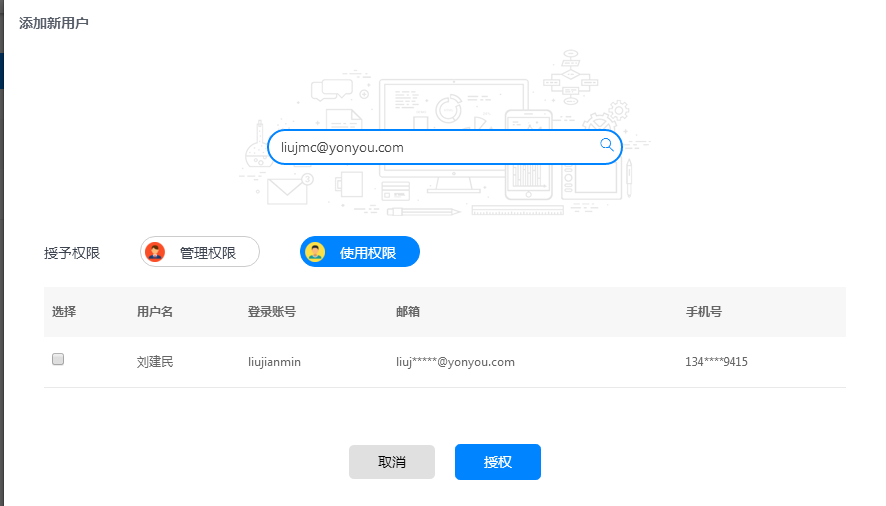 添加新用户
liujmc@yonyou.com
授予权限 管理权限 使用权限
选择 用户名 登录账号 邮箱 手机号
刘建民 liujianmin liuj*****@yonyou.com 134****9415
取消 授权